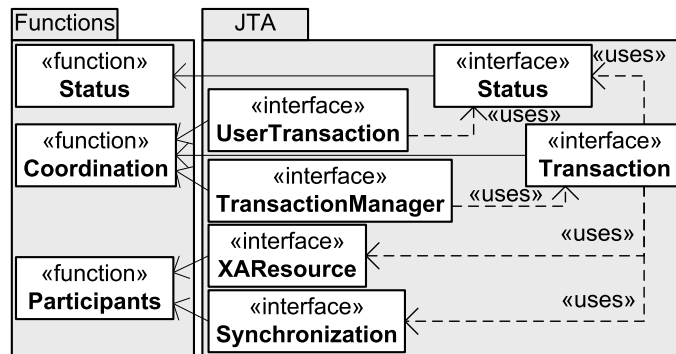 Functions
JTA
«function»
Status
«interface»
Status
«uses»
«interface»
UserTransaction
«uses»
«function»
Coordination
«interface»
Transaction
«interface»
TransactionManager
«uses»
«uses»
«interface»
XAResource
«function»
Participants
«uses»
«interface»
Synchronization